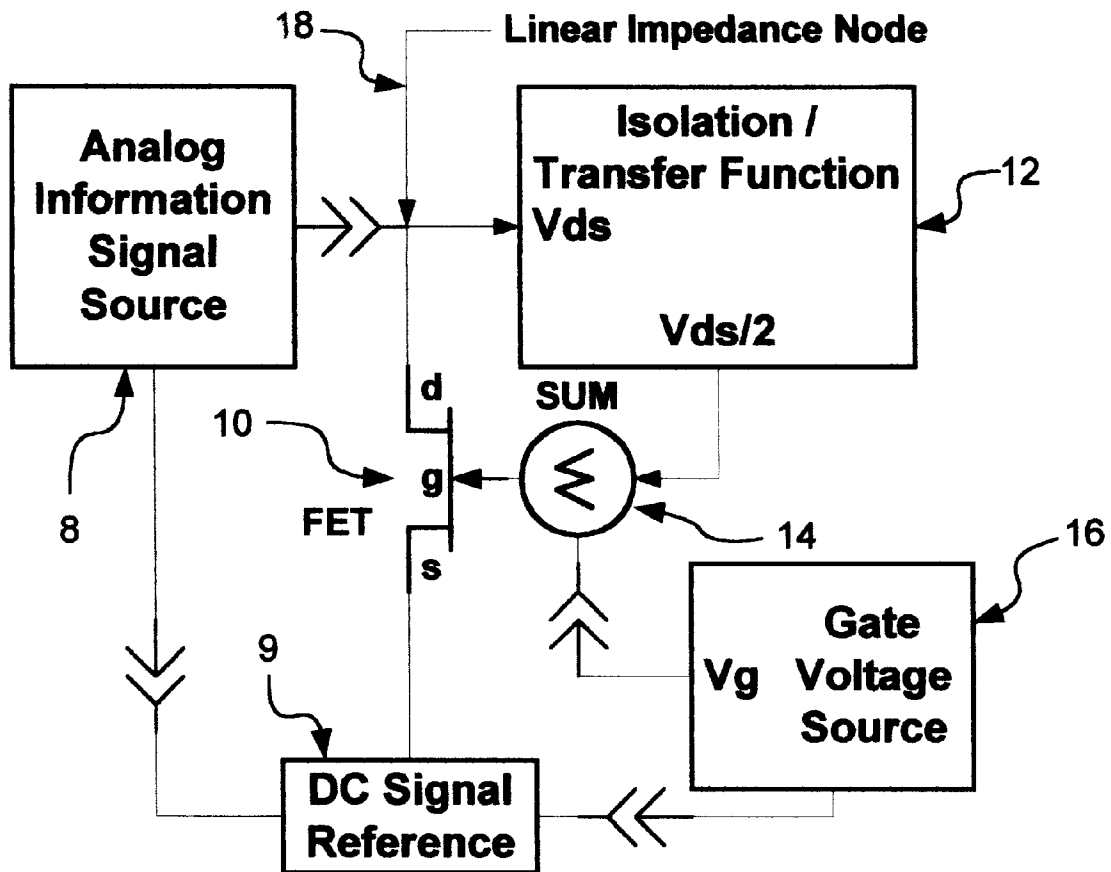 18
Linear Impedance Node
Analog
Information
Signal
Source
Isolation /
Transfer Function
Vds
Vds/2
12
d
SUM
10
g
FET
s
8
14
16
9
Vg
Gate
Voltage
Source
DC Signal
Reference